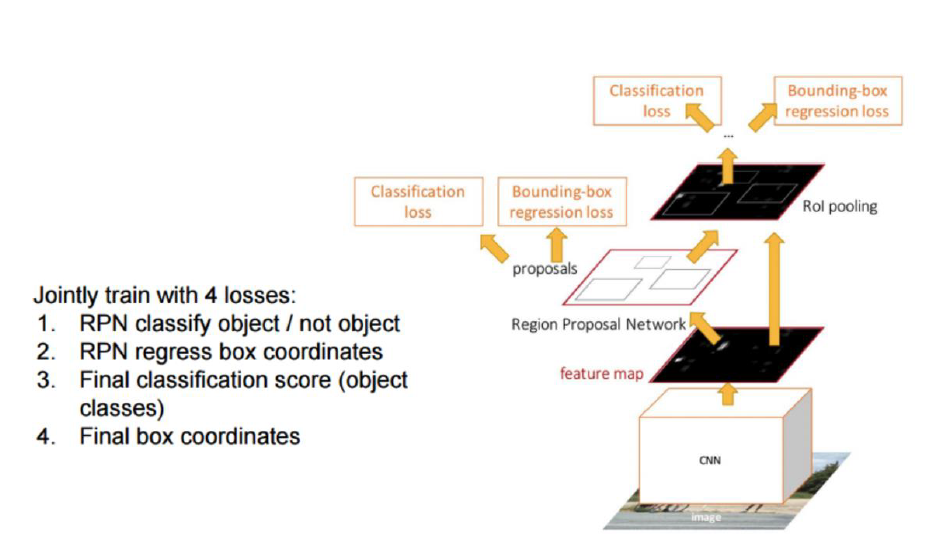 Classification
loss
Bounding-box
regression loss
...
Classification
loss
Bounding-box
regression loss
RoI pooling
proposals
Region Proposal Network
feature map
CNN
image
Jointly train with 4 losses:
1. RPN classify object / not object
2. RPN regress box coordinates
3. Final classification score (object
classes)
4. Final box coordinates